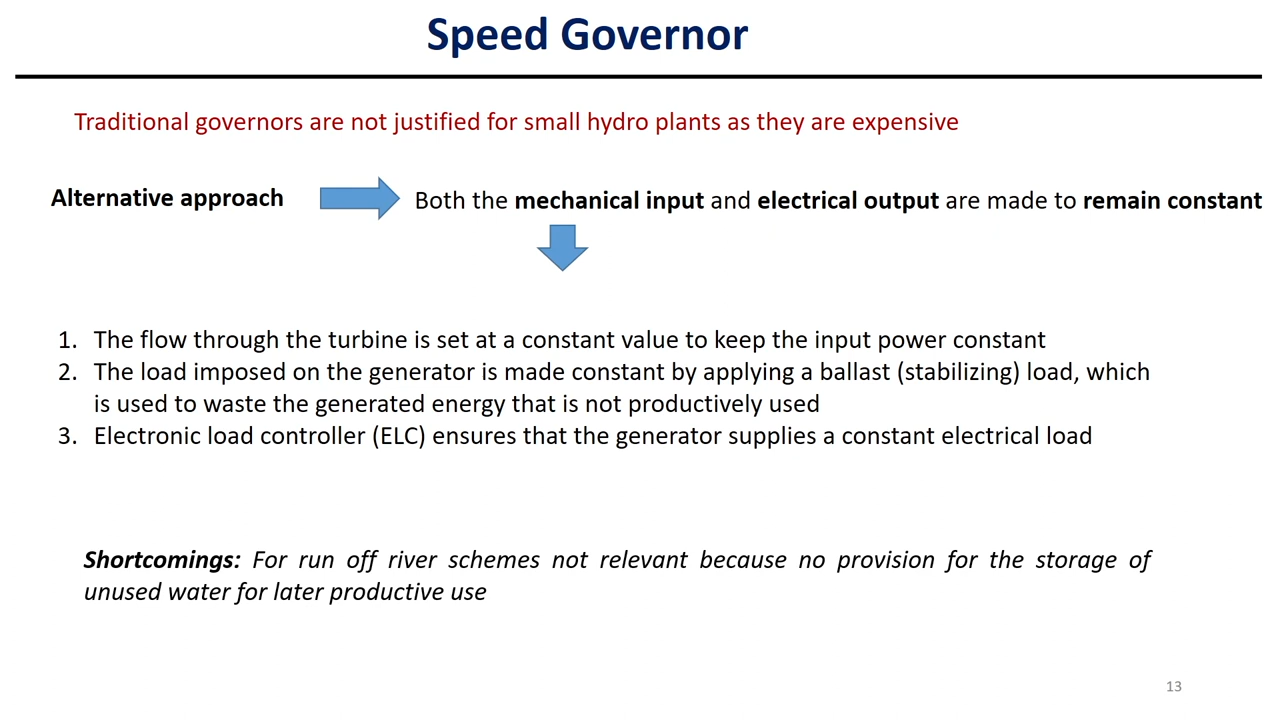 Speed Governor
Traditional governors are not justified for small hydro plants as they are expensive
Alternative approach
Both the mechanical input and electrical output are made to remain constant
1. The flow through the turbine is set at a constant value to keep the input power constant
2. The load imposed on the generator is made constant by applying a ballast (stabilizing) load, which
is used to waste the generated energy that is not productively used
3. Electronic load controller (ELC) ensures that the generator supplies a constant electrical load
Shortcomings: For run off river schemes not relevant because no provision for the storage of
unused water for later productive use
13